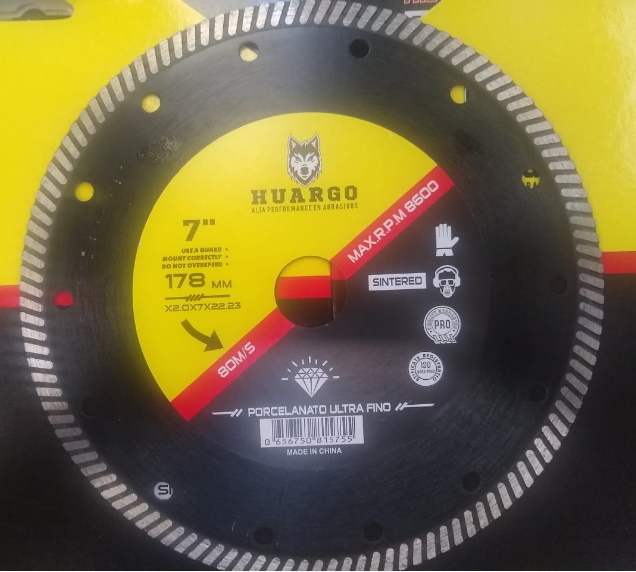 HUARGO
ALTA PERFORMANCE EN ABRASIVOS
7"
USE A GUARD •
MOUNT CORRECTLY •
DO NOT OVERSPEED •
178 MM
X2.0X7X22.23
MAX.R.P.M 8600
80M/S
SINTERED
PRO
ISO
PORCELANATO ULTRA FINO
0 656750 815755
MADE IN CHINA
S